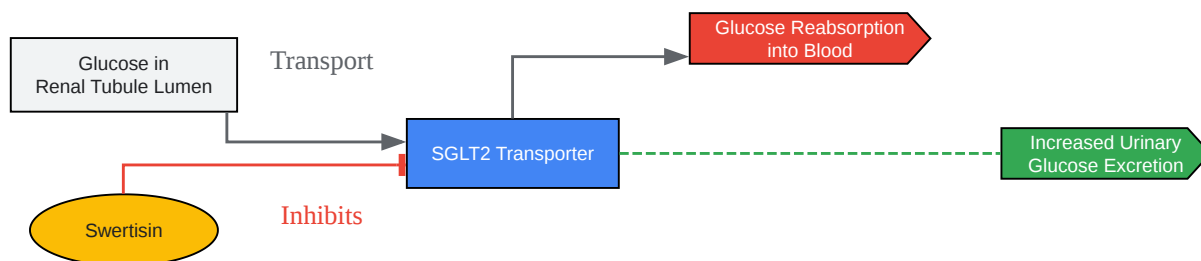 Glucose in
Renal Tubule Lumen
Transport
Glucose Reabsorption
into Blood
SGLT2 Transporter
Increased Urinary
Glucose Excretion
Inhibits
Swertisin